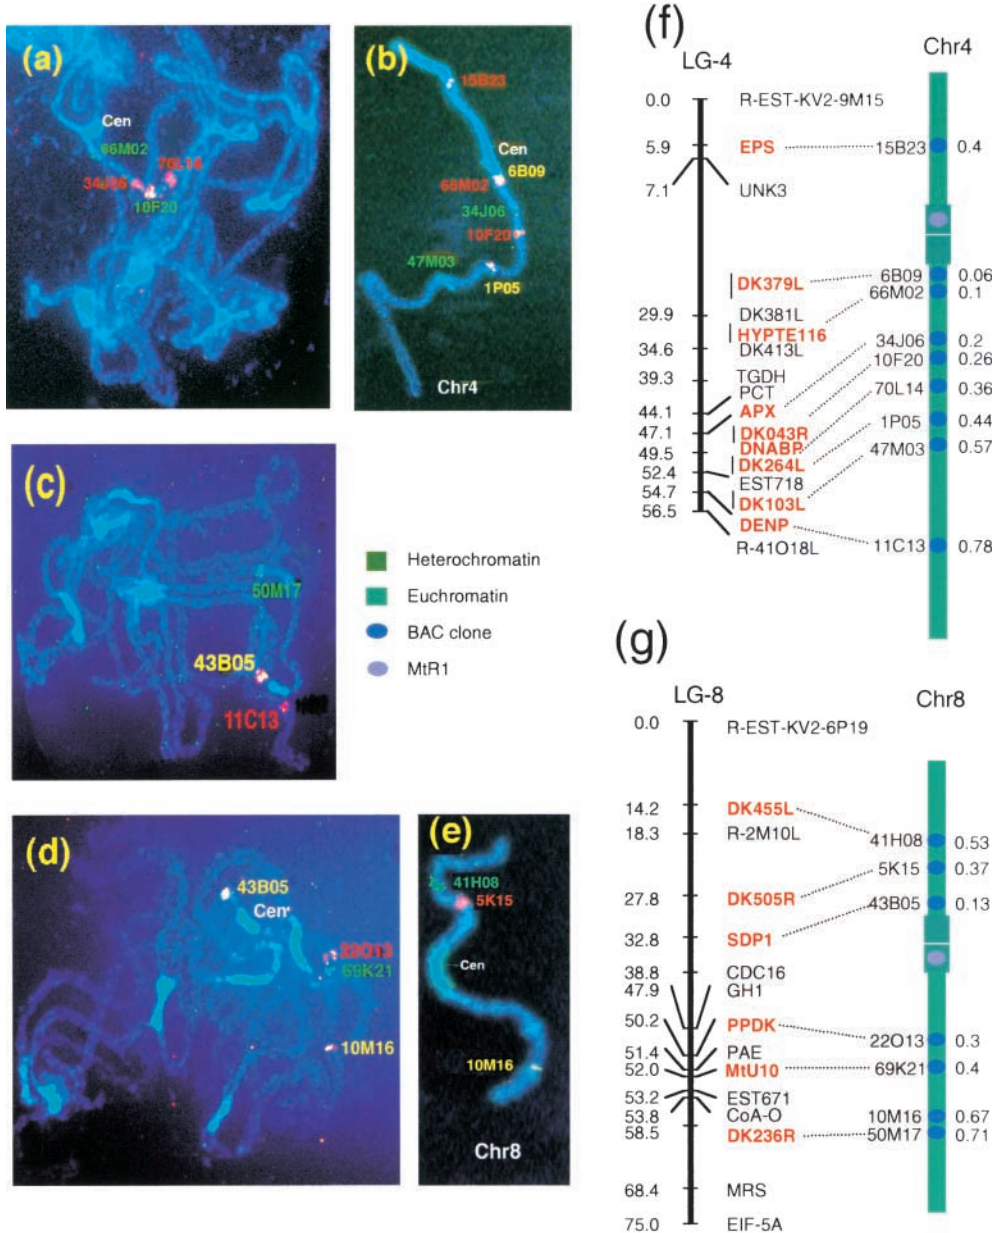 (a)
Cen
66M02
70L14
34J06
10F20
(b)
15B23
Cen
6B09
68M02
34J06
10F20
47M03
1P05
Chr4
(c)
50M17
43B05
11C13
Heterochromatin
Euchromatin
BAC clone
MtR1
(d)
43B05
Cen
22O13
69K21
10M16
(e)
41H08
5K15
Cen
10M16
Chr8
(f)
LG-4
Chr4
0.0 R-EST-KV2-9M15
5.9 EPS 15B23 0.4
7.1 UNK3
DK379L 6B09 0.06
66M02 0.1
29.9 DK381L
HYPTE116
34J06 0.2
34.6 DK413L
10F20 0.26
39.3 TGDH
70L14 0.36
PCT
44.1 APX
1P05 0.44
47.1 DK043R
49.5 DNABP
47M03 0.57
52.4 DK264L
EST718
54.7 DK103L
56.5 DENP
R-41O18L 11C13 0.78
(g)
LG-8
Chr8
0.0 R-EST-KV2-6P19
14.2 DK455L
18.3 R-2M10L
41H08 0.53
5K15 0.37
27.8 DK505R
43B05 0.13
32.8 SDP1
38.8 CDC16
47.9 GH1
50.2 PPDK
22O13 0.3
51.4 PAE
52.0 MtU10 69K21 0.4
53.2 EST671
53.8 CoA-O 10M16 0.67
58.5 DK236R 50M17 0.71
68.4 MRS
75.0 EIF-5A